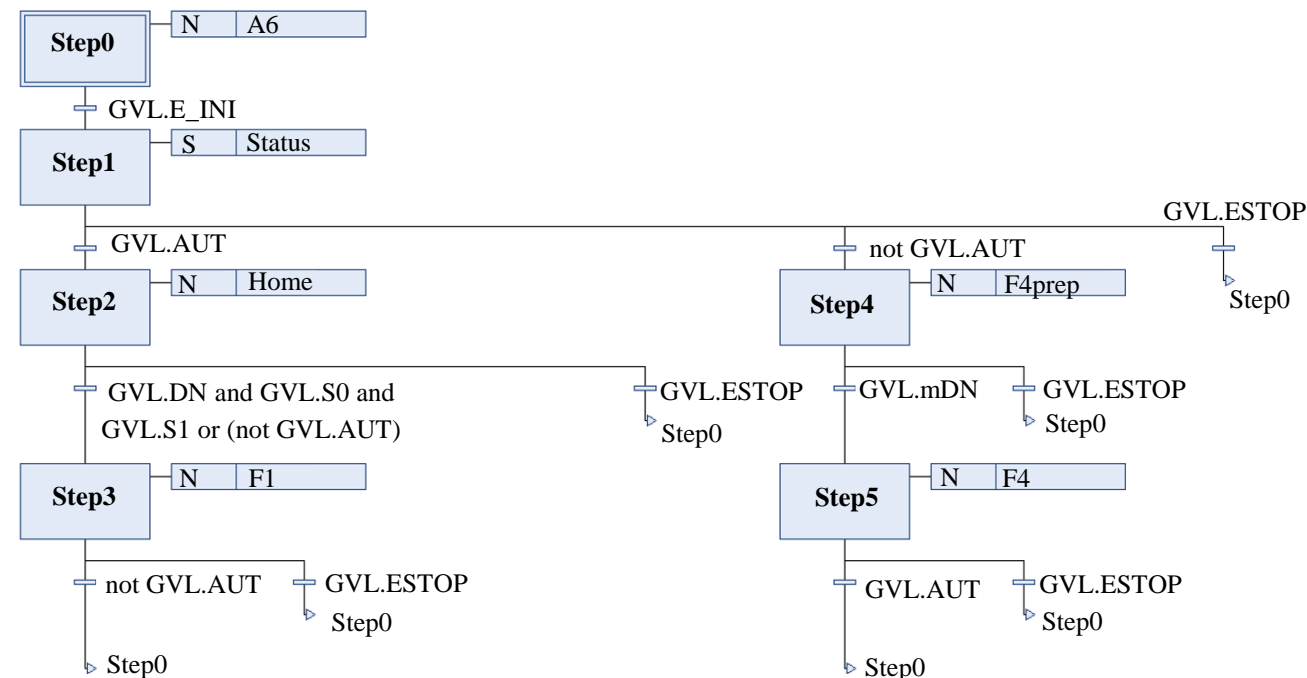 Step0
N A6
GVL.E_INI
Step1
S Status
GVL.ESTOP
GVL.AUT
not GVL.AUT
Step0
Step2
N Home
Step4
N F4prep
GVL.DN and GVL.S0 and
GVL.S1 or (not GVL.AUT)
GVL.ESTOP
Step0
GVL.mDN
GVL.ESTOP
Step0
Step3
N F1
Step5
N F4
not GVL.AUT
GVL.ESTOP
Step0
Step0
GVL.AUT
GVL.ESTOP
Step0
Step0